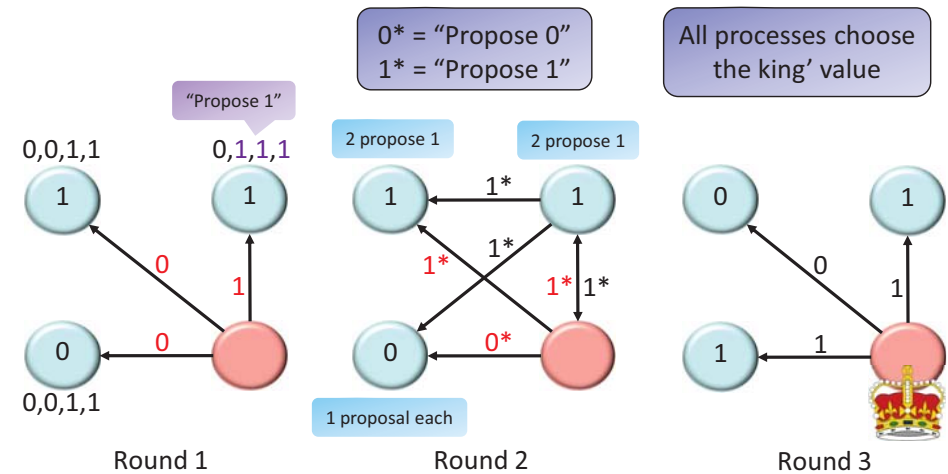 0* = “Propose 0”
1* = “Propose 1”
All processes choose
the king’ value
“Propose 1”
0,0,1,1
0,1,1,1
1
1
0
1
0
0
0,0,1,1
Round 1
2 propose 1
2 propose 1
1
1* 
1
1*
1*
1*
1*
0
0*
1 proposal each
Round 2
0
1
0
1
1
1
Round 3